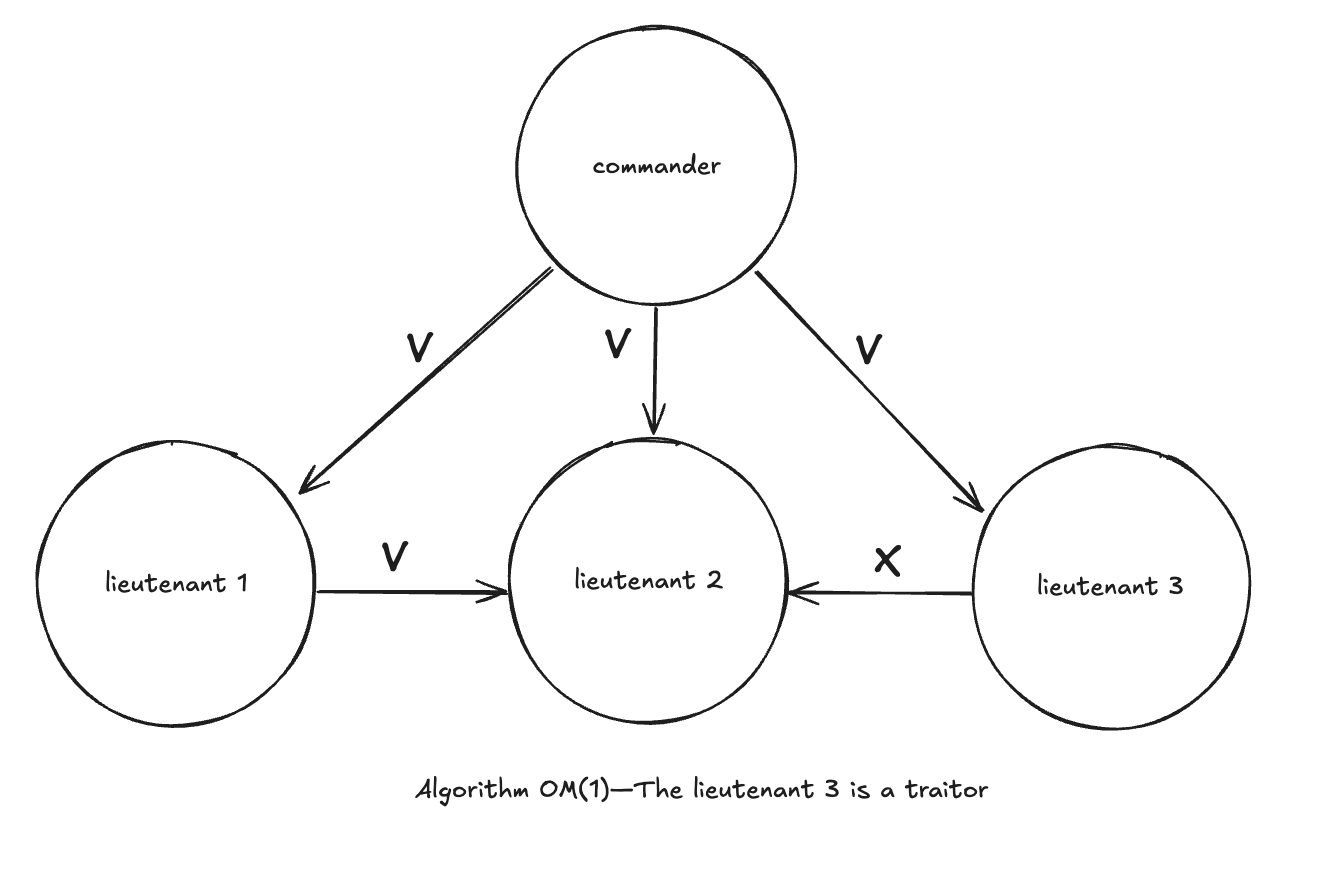 commander
V
V
V
lieutenant 1
V
lieutenant 2
X
lieutenant 3
Algorithm OM(1)—The lieutenant 3 is a traitor